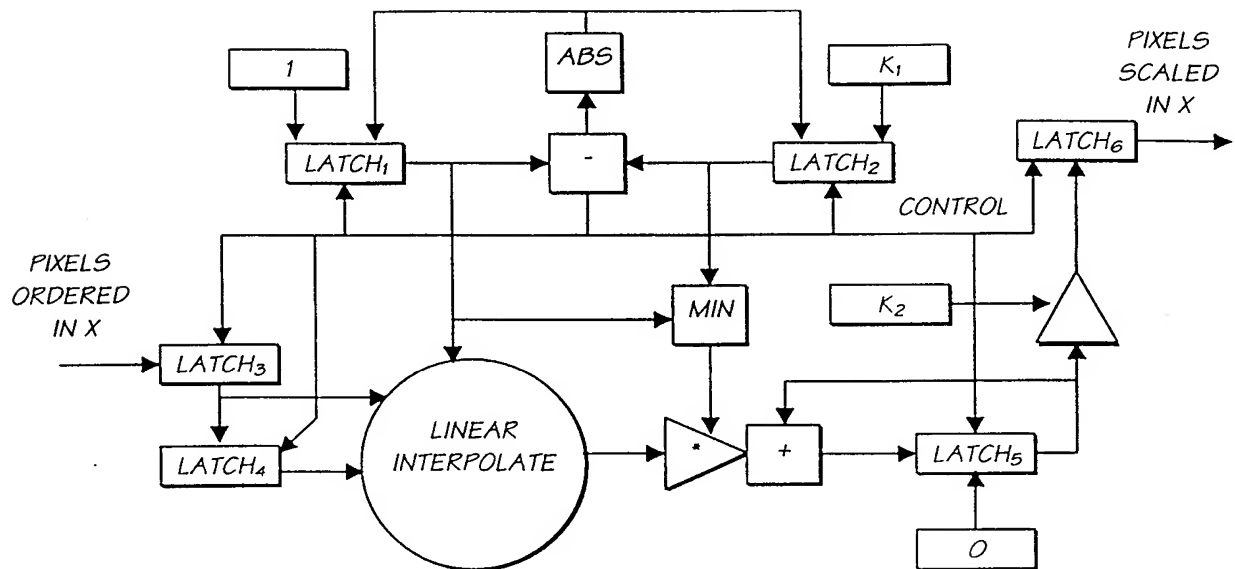 ABS
1
K₁
PIXELS
SCALED
IN X
LATCH₁
-
LATCH₂
LATCH₆
CONTROL
PIXELS
ORDERED
IN X
MIN
K₂
LATCH₃
LINEAR
INTERPOLATE
*
+
LATCH₄
LATCH₅
0